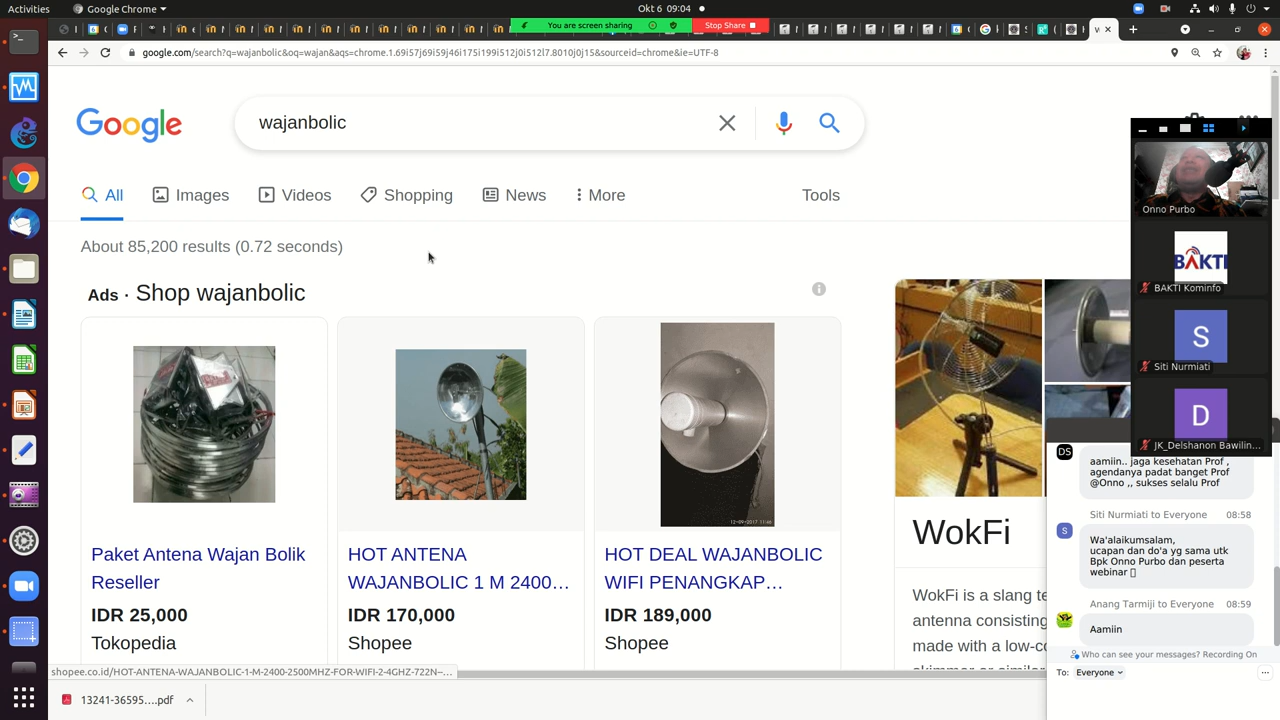 Activities
Google Chrome
Okt 6 09:04
You are screen sharing
Stop Share
google.com/search?q=wajanbolic&oq=wajan&aqs=chrome.1.69i57j69i59j46i175i199i512j0i512l7.8010j0j15&sourceid=chrome&ie=UTF-8
Google
wajanbolic
All
Images
Videos
Shopping
News
More
Tools
About 85,200 results (0.72 seconds)
Ads · Shop wajanbolic
Paket Antena Wajan Bolik
Reseller
IDR 25,000
Tokopedia
HOT ANTENA
WAJANBOLIC 1 M 2400…
IDR 170,000
Shopee
HOT DEAL WAJANBOLIC
WIFI PENANGKAP…
IDR 189,000
Shopee
12-09-2017
WokFi
WokFi is a slang te
antenna consisting
made with a low-co
Onno Purbo
BAKTI
BAKTI Kominfo
S
Siti Nurmiati
D
JK_Delshanon Bawilin...
DS
aamiin.. jaga kesehatan Prof ,
agendanya padat banget Prof
@Onno ,, sukses selalu Prof
Siti Nurmiati to Everyone 08:58
S
Wa'alaikumsalam,
ucapan dan do'a yg sama utk
Bpk Onno Purbo dan peserta
webinar
Anang Tarmiji to Everyone 08:59
Aamiin
Who can see your messages? Recording On
To: Everyone
shopee.co.id/HOT-ANTENA-WAJANBOLIC-1-M-2400-2500MHZ-FOR-WIFI-2-4GHZ-722N-...
13241-36595....pdf